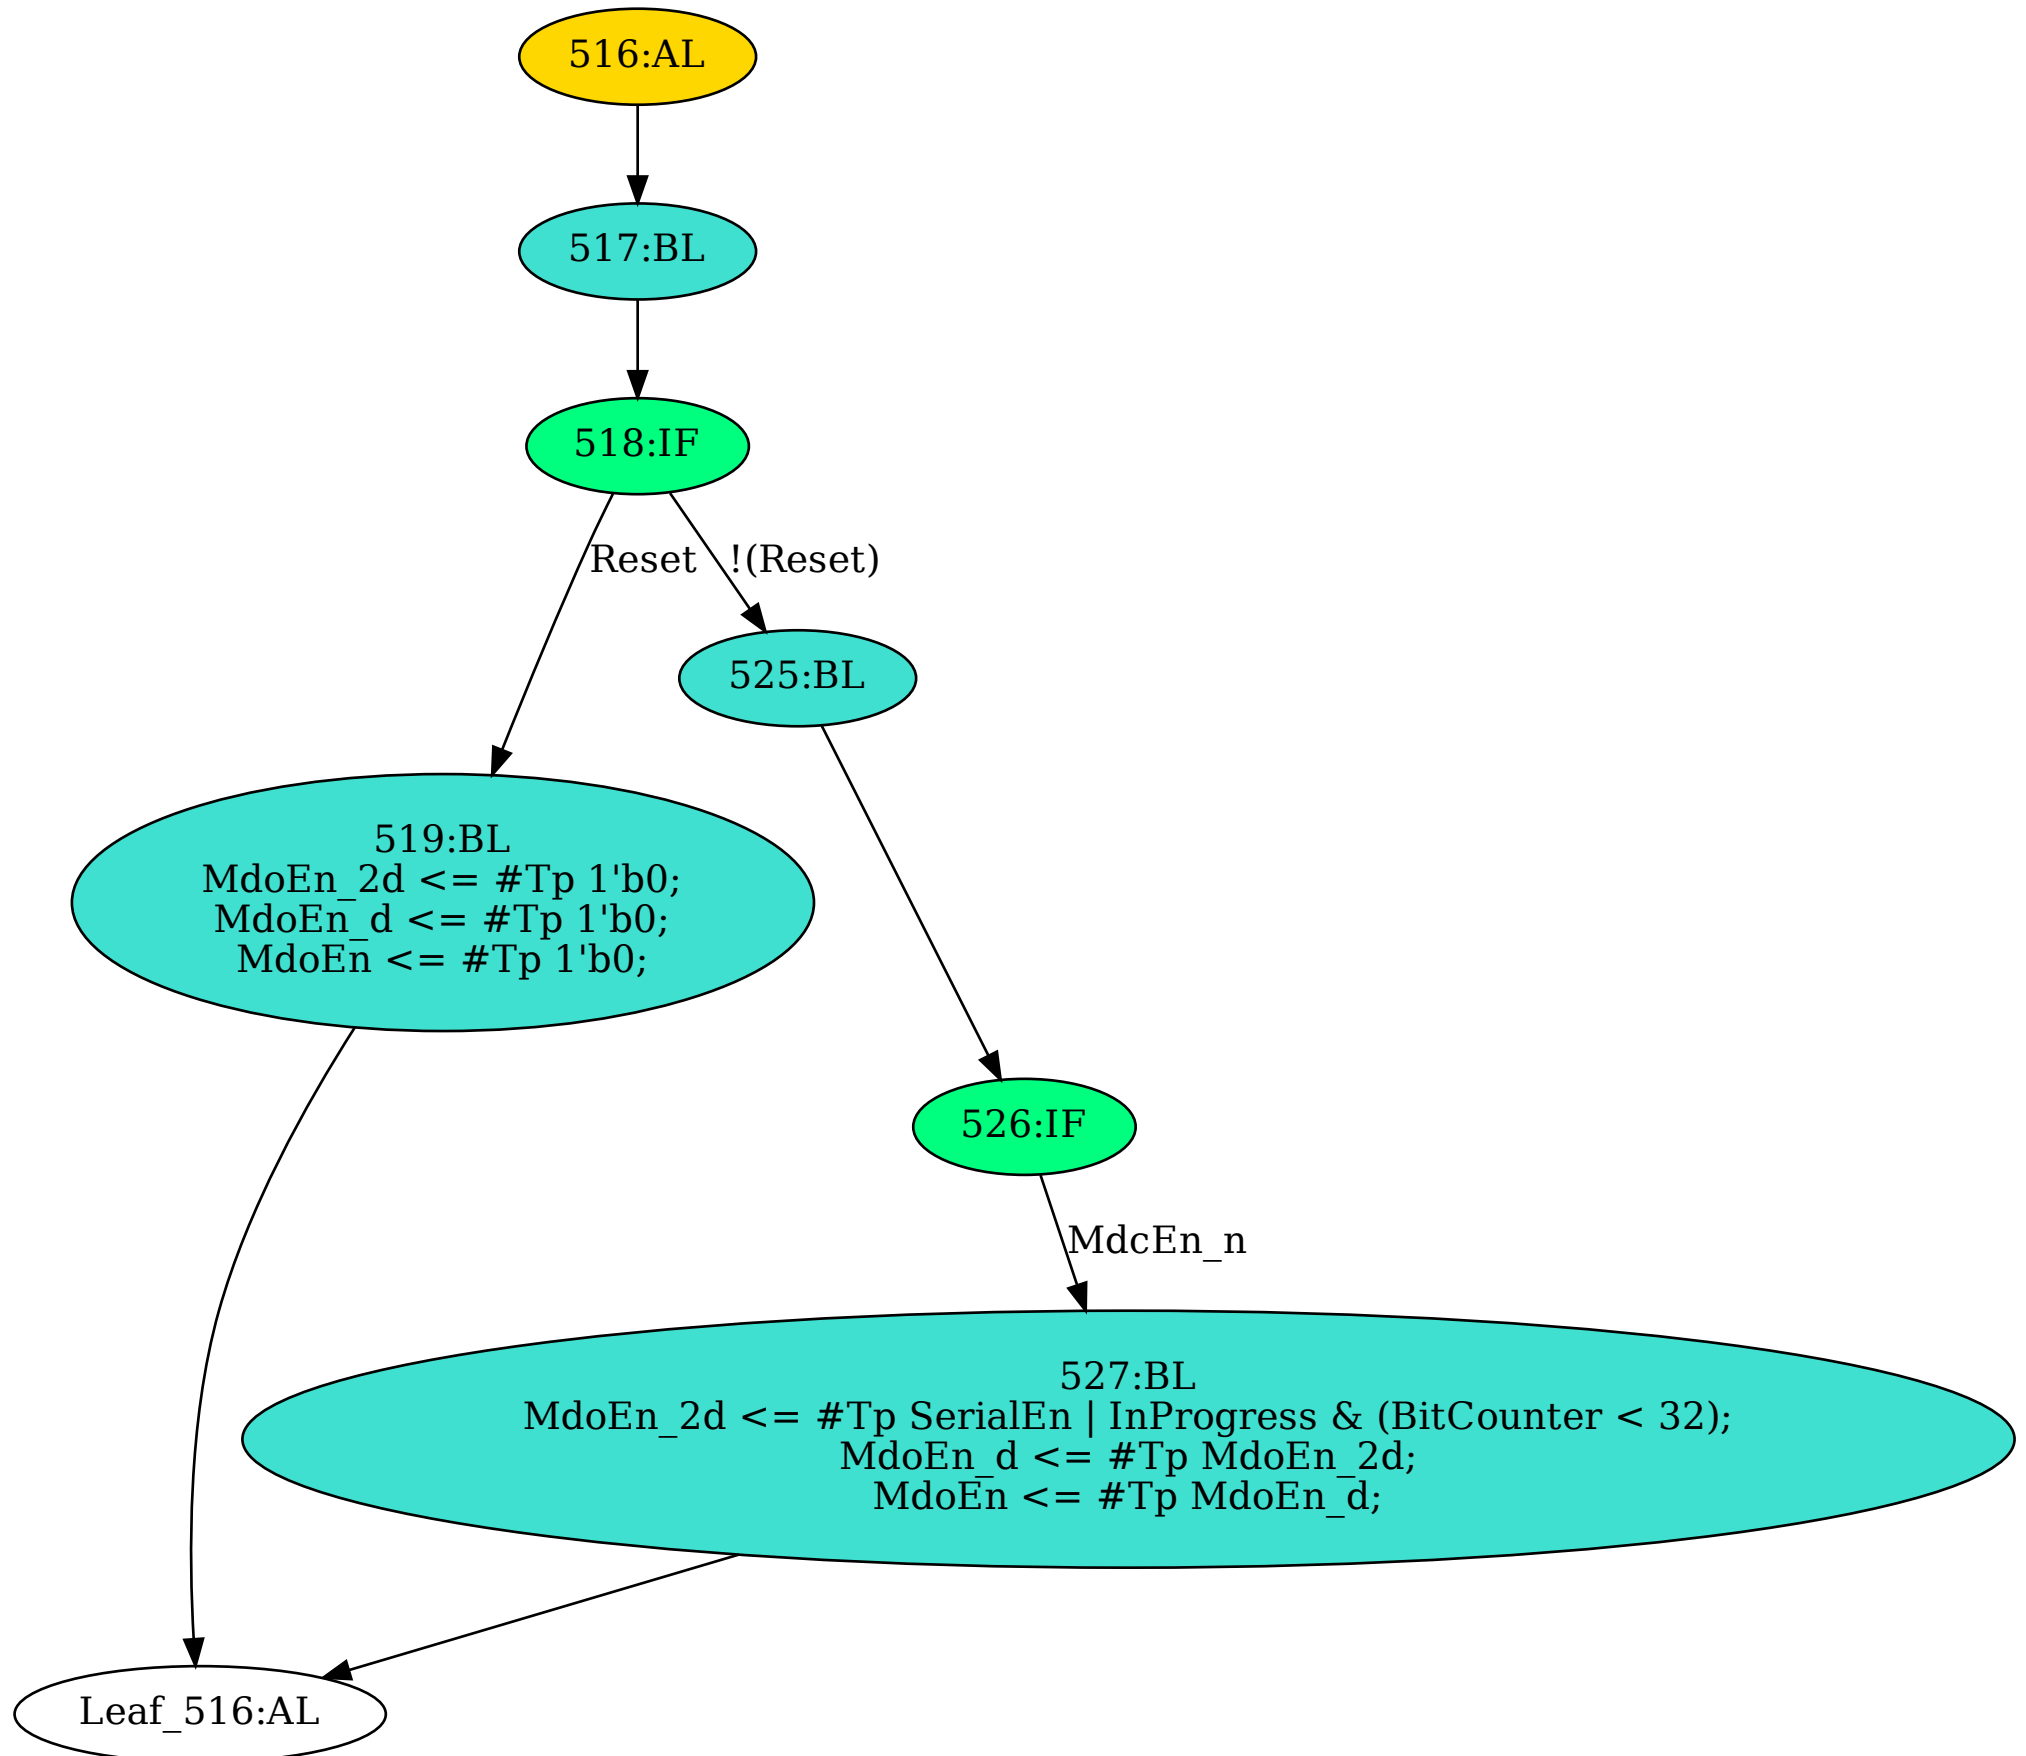 516:AL
517:BL
518:IF
Reset
!(Reset)
525:BL
519:BL
MdoEn_2d <= #Tp 1'b0;
MdoEn_d <= #Tp 1'b0;
MdoEn <= #Tp 1'b0;
526:IF
MdcEn_n
527:BL
MdoEn_2d <= #Tp SerialEn | InProgress & (BitCounter < 32);
MdoEn_d <= #Tp MdoEn_2d;
MdoEn <= #Tp MdoEn_d;
Leaf_516:AL